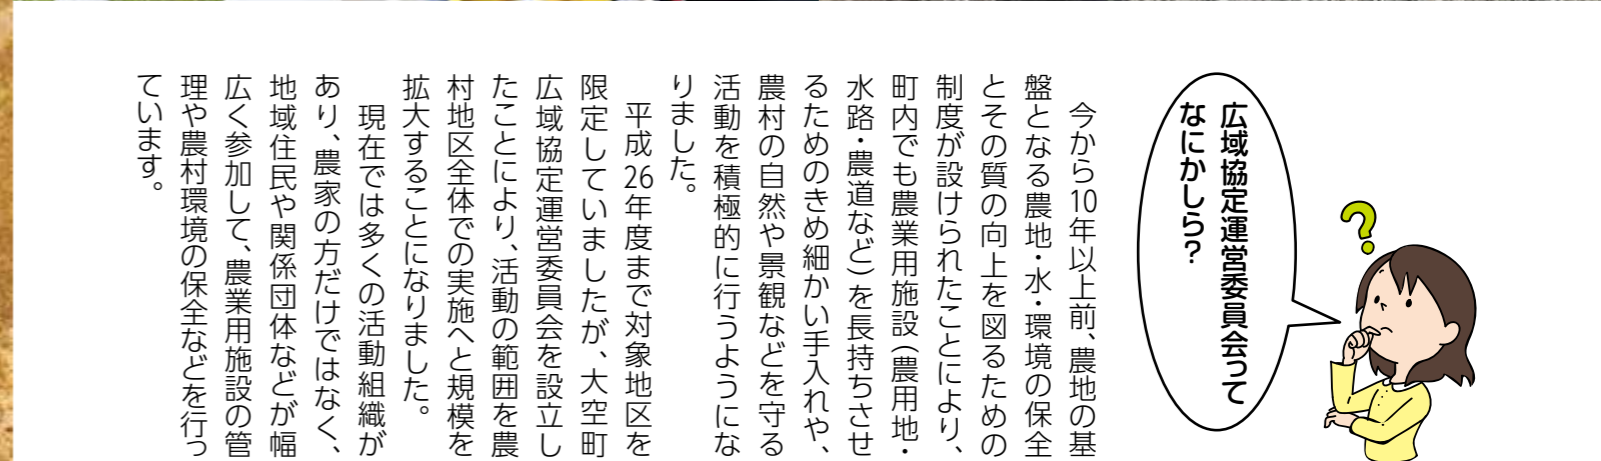 広域協定運営委員会って
なにかしら？
?
今から10年以上前、農地の基
盤となる農地・水・環境の保全
とその質の向上を図るための
制度が設けられたことにより、
町内でも農業用施設（農用地・
水路・農道など）を長持ちさせ
るためのきめ細かい手入れや、
農村の自然や景観などを守る
活動を積極的に行うようにな
りました。
平成26年度まで対象地区を
限定していましたが、大空町
広域協定運営委員会を設立し
たことにより、活動の範囲を農
村地区全体での実施へと規模を
拡大することになりました。
現在では多くの活動組織が
あり、農家の方だけではなく、
地域住民や関係団体などが幅
広く参加して、農業用施設の管
理や農村環境の保全などを行っ
ています。